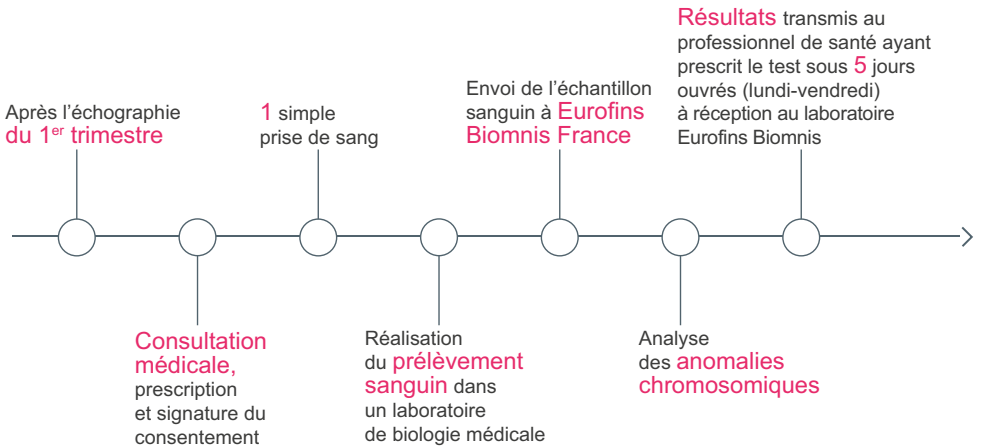 Après l’échographie
du 1er trimestre
Consultation
médicale,
prescription
et signature du
consentement
1 simple
prise de sang
Réalisation
du prélèvement
sanguin dans
un laboratoire
de biologie médicale
Envoi de l’échantillon
sanguin à Eurofins
Biomnis France
Analyse
des anomalies
chromosomiques
Résultats transmis au
professionnel de santé ayant
prescrit le test sous 5 jours
ouvrés (lundi-vendredi)
à réception au laboratoire
Eurofins Biomnis